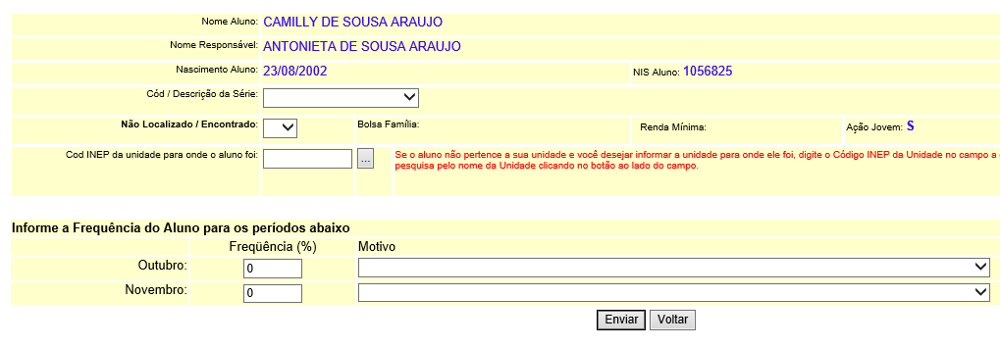 Nome Aluno: CAMILLY DE SOUSA ARAUJO
Nome Responsável: ANTONIETA DE SOUSA ARAUJO
Nascimento Aluno: 23/08/2002 NIS Aluno: 1056825
Cód / Descrição da Série:
Não Localizado / Encontrado: Bolsa Família: Renda Mínima: Ação Jovem: S
Cod INEP da unidade para onde o aluno foi: ... Se o aluno não pertence a sua unidade e você desejar informar a unidade para onde ele foi, digite o Código INEP da Unidade no campo a
pesquisa pelo nome da Unidade clicando no botão ao lado do campo.
Informe a Frequência do Aluno para os períodos abaixo
Freqüência (%) Motivo
Outubro: 0
Novembro: 0
Enviar Voltar